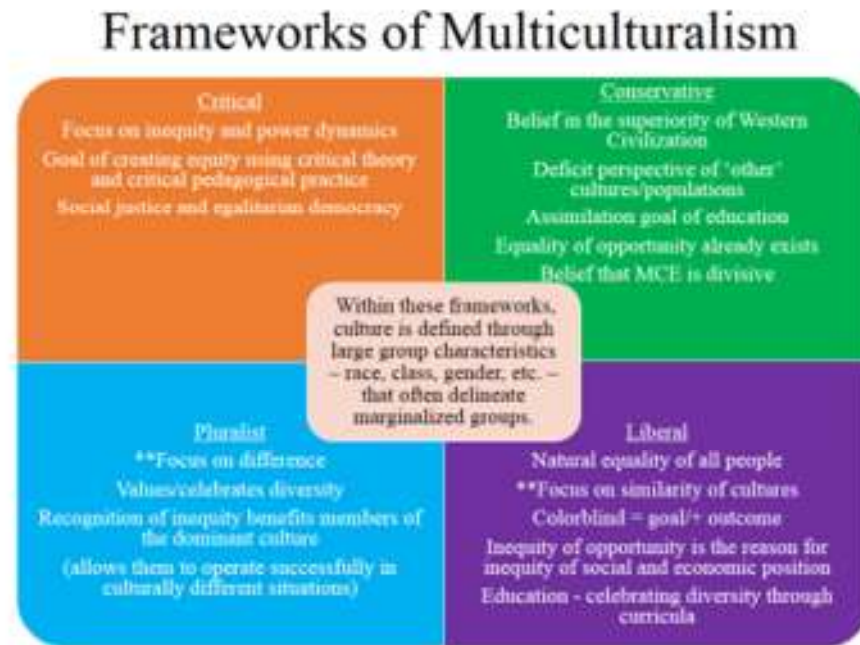 Frameworks of Multiculturalism
Critical
Focus on inequity and power dynamics
Goal of creating equity using critical theory
and critical pedagogical practice
Social justice and egalitarian democracy
Conservative
Belief in the superiority of Western
Civilization
Deficit perspective of "other"
cultures/populations
Assimilation goal of education
Equality of opportunity already exists
Belief that MCE is divisive
Within these frameworks,
culture is defined through
large group characteristics
– race, class, gender, etc. –
that often delineate
marginalized groups.
Pluralist
**Focus on difference
Values/celebrates diversity
Recognition of inequity benefits members of
the dominant culture
(allows them to operate successfully in
culturally different situations)
Liberal
Natural equality of all people
**Focus on similarity of cultures
Colorblind = goal/+ outcome
Inequity of opportunity is the reason for
inequity of social and economic position
Education - celebrating diversity through
curricula